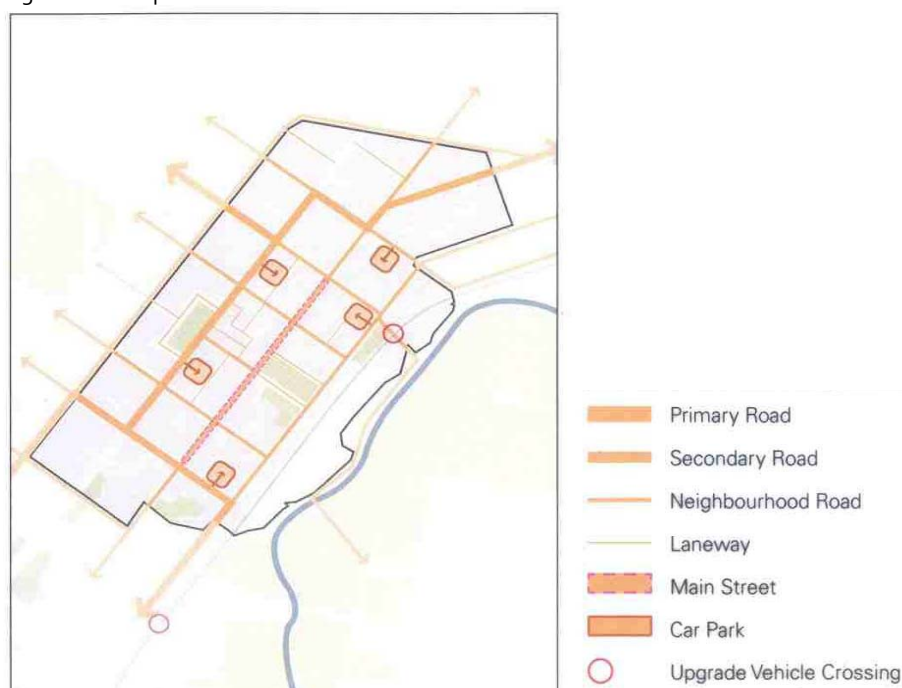 Primary Road
Secondary Road
Neighbourhood Road
Laneway
Main Street
Car Park
Upgrade Vehicle Crossing